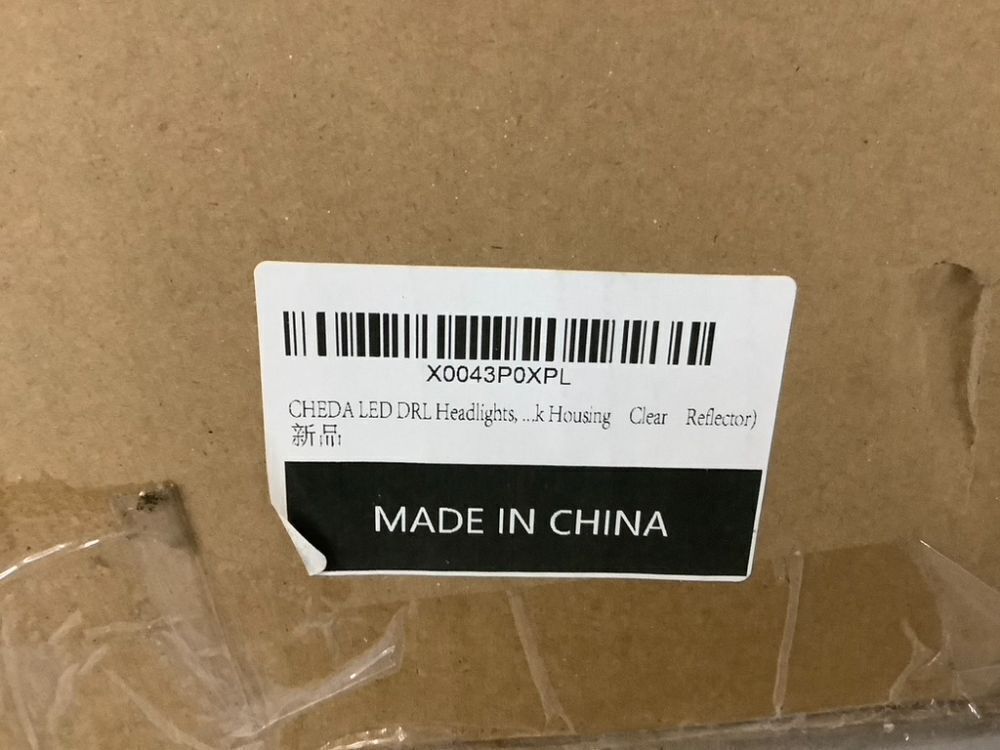 X0043P0XPL
CHEDA LED DRL Headlights, ...k Housing Clear Reflector)
新品
MADE IN CHINA